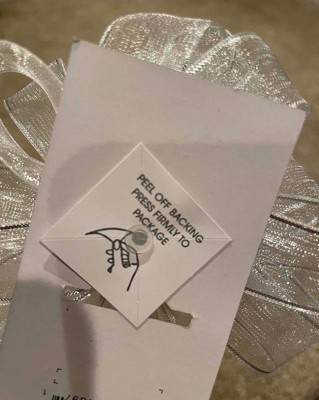 PEEL OFF BACKING
PRESS FIRMLY TO
PACKAGE